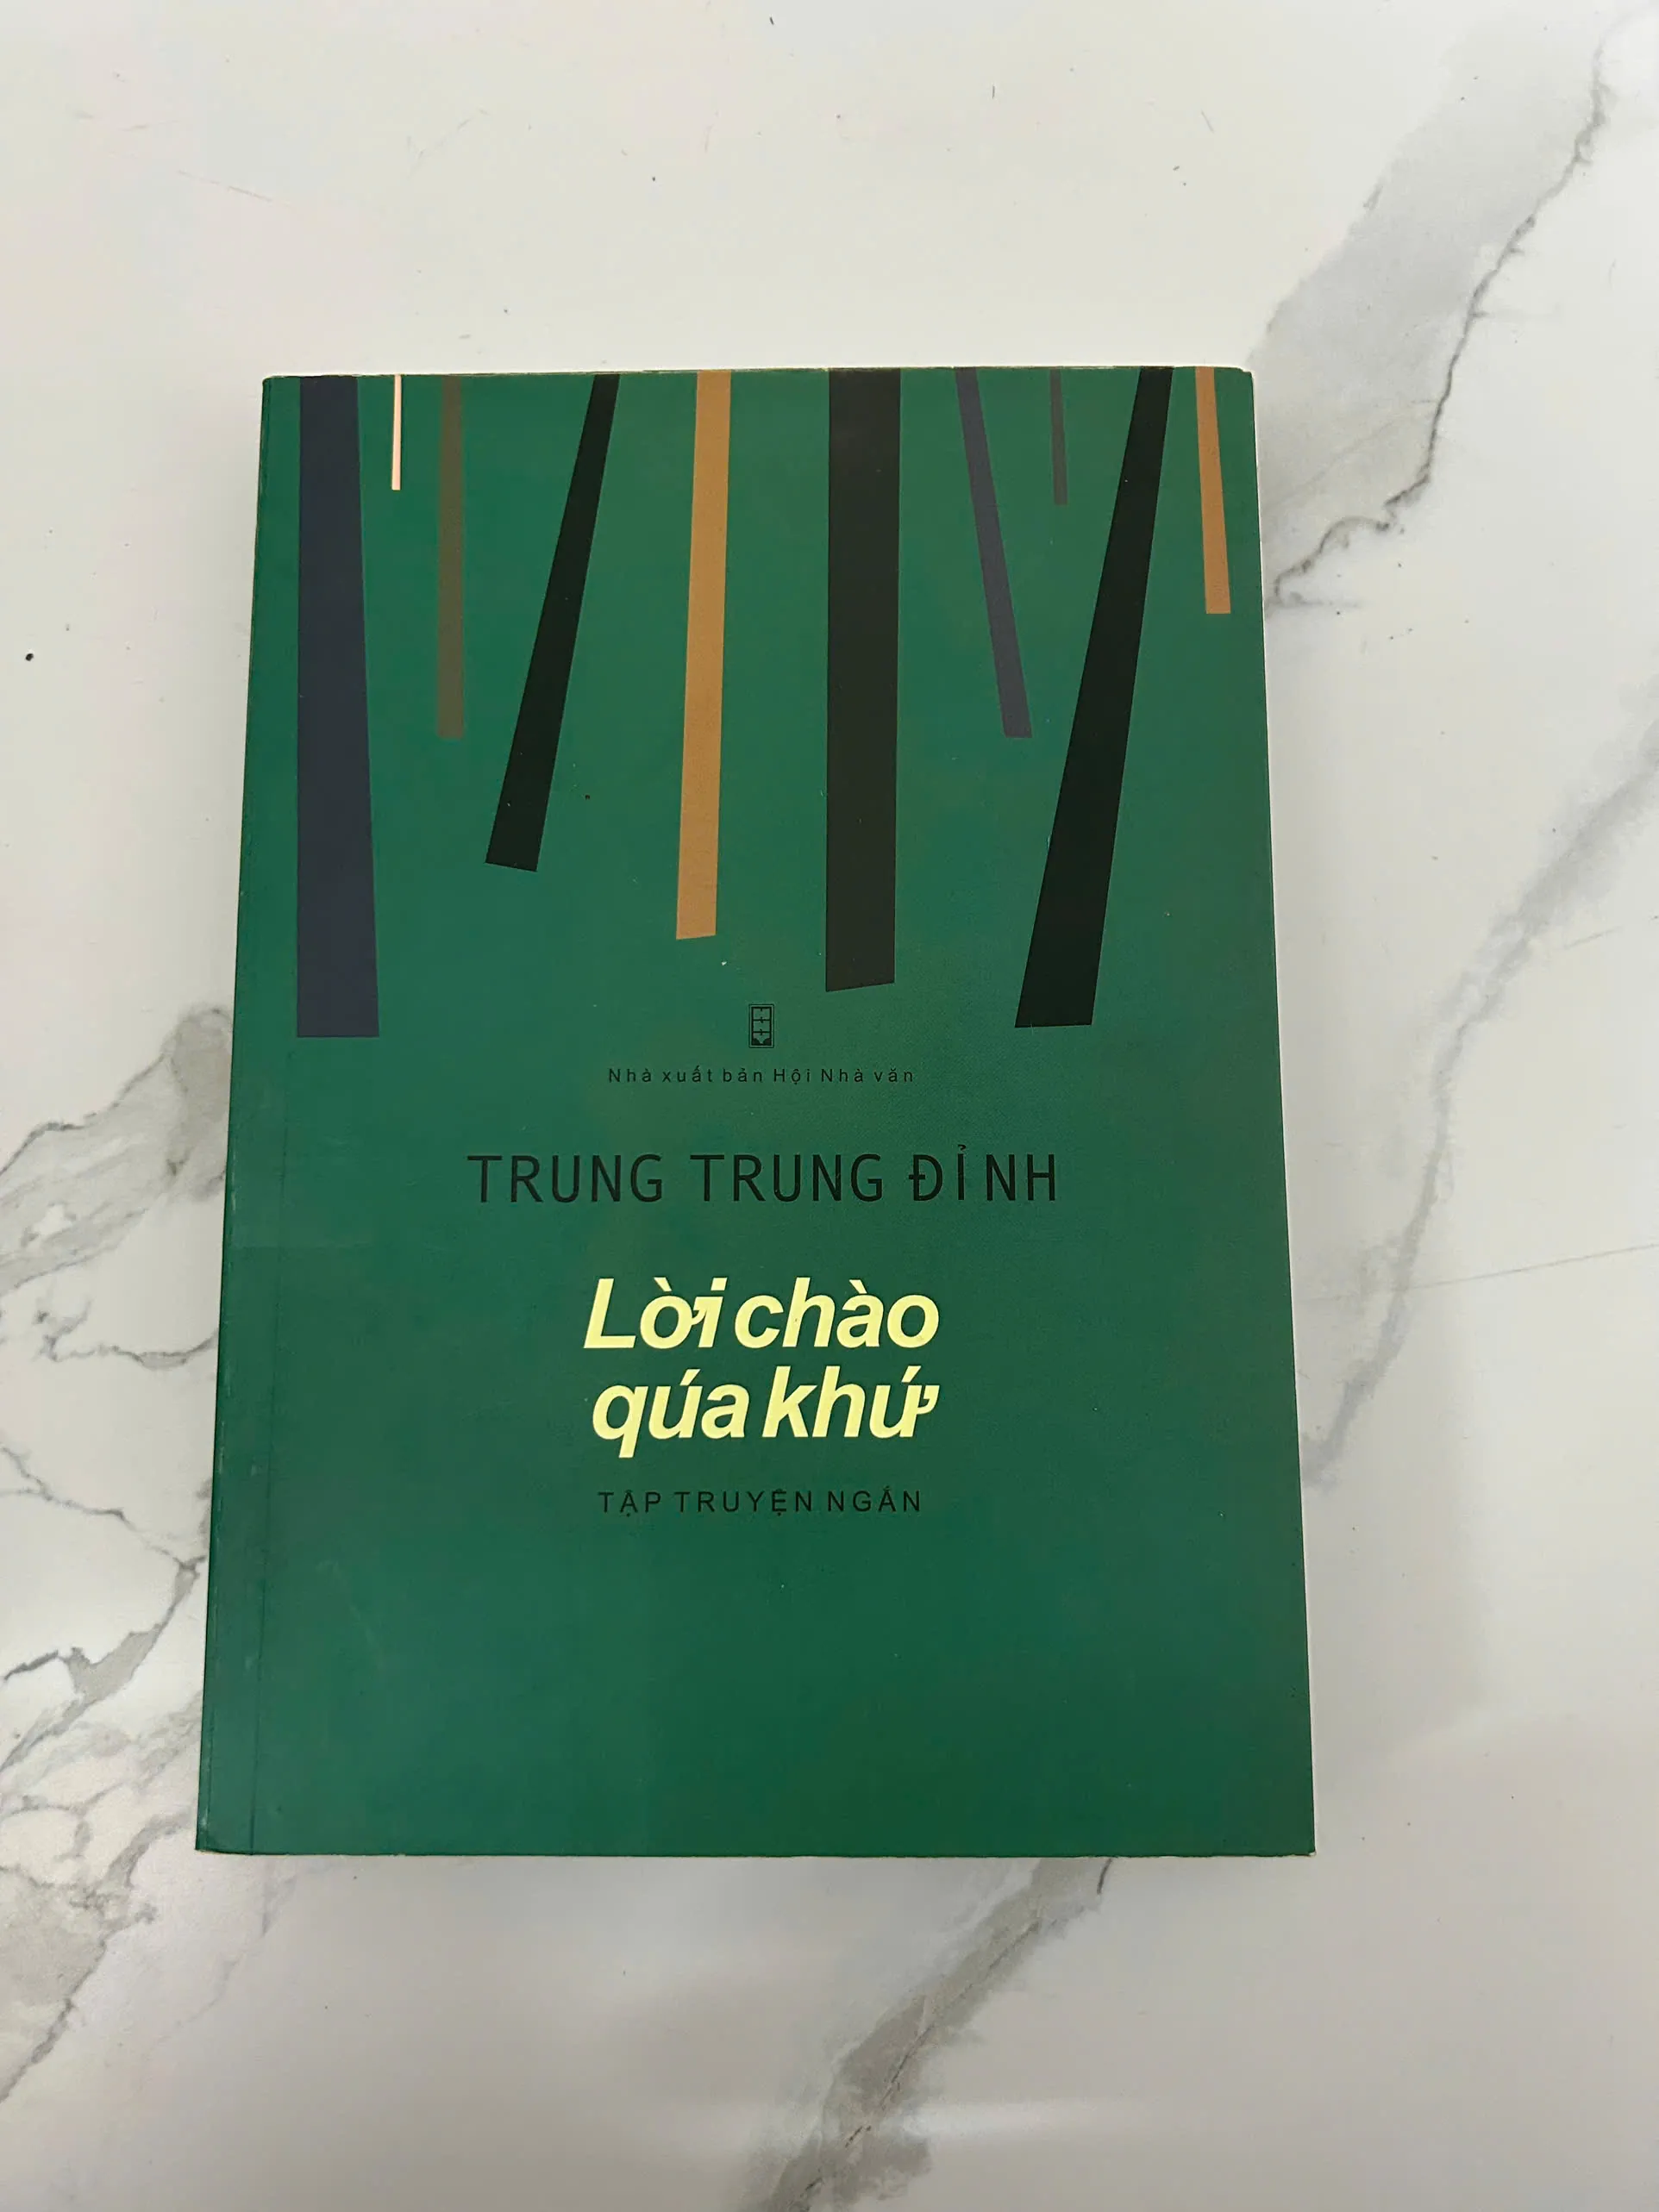 Nhà xuất bản Hội Nhà văn
TRUNG TRUNG ĐỈNH
Lời chào
qúa khứ
TẬP TRUYỆN NGẮN